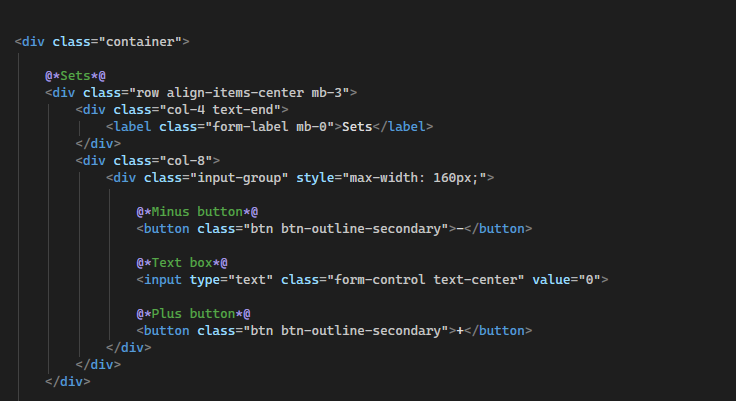 <div class="container">
@*Sets*@
<div class="row align-items-center mb-3">
<div class="col-4 text-end">
<label class="form-label mb-0">Sets</label>
</div>
<div class="col-8">
<div class="input-group" style="max-width: 160px;">
@*Minus button*@
<button class="btn btn-outline-secondary">-</button>
@*Text box*@
<input type="text" class="form-control text-center" value="0">
@*Plus button*@
<button class="btn btn-outline-secondary">+</button>
</div>
</div>
</div>